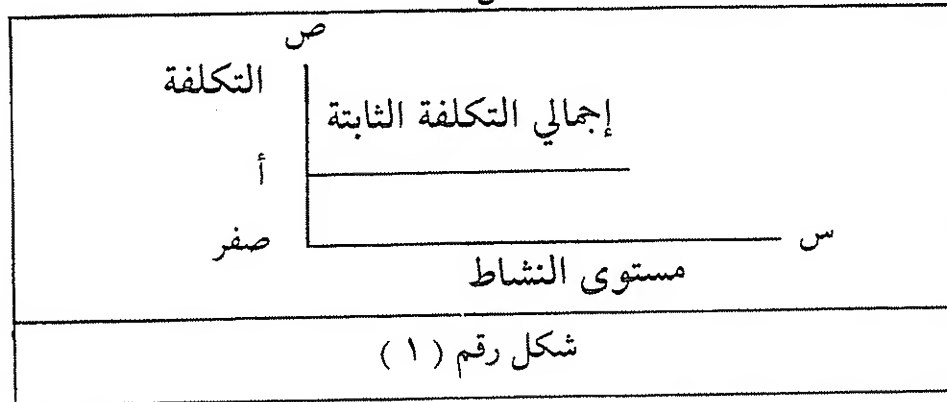 ص
التكلفة
إجمالي التكلفة الثابتة
أ
صفر
س
مستوى النشاط
شكل رقم ( ١ )